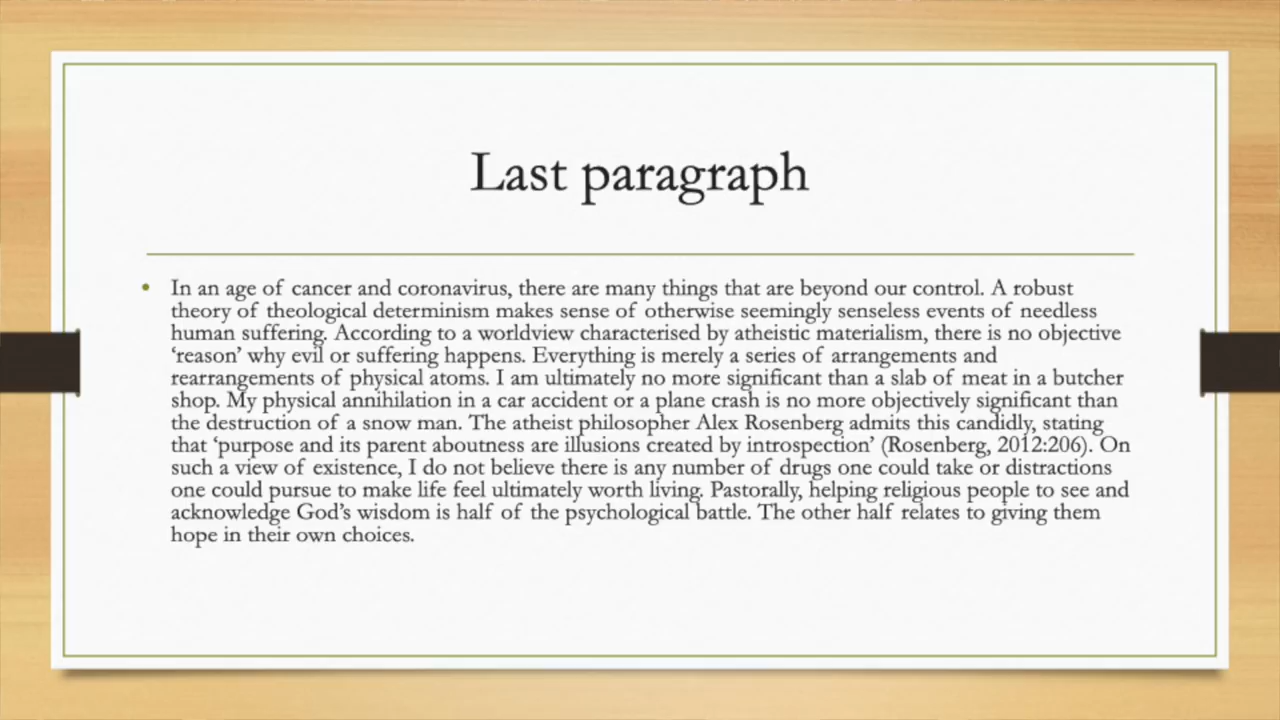 Last paragraph
• In an age of cancer and coronavirus, there are many things that are beyond our control. A robust
theory of theological determinism makes sense of otherwise seemingly senseless events of needless
human suffering. According to a worldview characterised by atheistic materialism, there is no objective
‘reason’ why evil or suffering happens. Everything is merely a series of arrangements and
rearrangements of physical atoms. I am ultimately no more significant than a slab of meat in a butcher
shop. My physical annihilation in a car accident or a plane crash is no more objectively significant than
the destruction of a snow man. The atheist philosopher Alex Rosenberg admits this candidly, stating
that ‘purpose and its parent aboutness are illusions created by introspection’ (Rosenberg, 2012:206). On
such a view of existence, I do not believe there is any number of drugs one could take or distractions
one could pursue to make life feel ultimately worth living. Pastorally, helping religious people to see and
acknowledge God’s wisdom is half of the psychological battle. The other half relates to giving them
hope in their own choices.